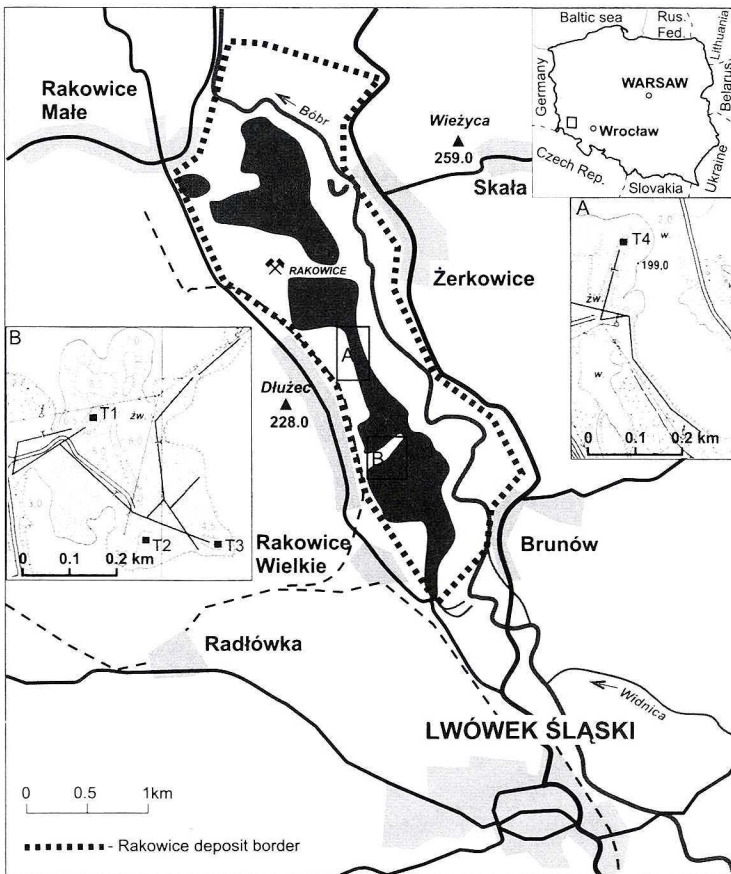 Baltic sea
Rus.
Fed.
Lithuania
Germany
WARSAW
Belarus
Wrocław
Czech Rep.
Slovakia
Ukraine
Rakowice
Małe
Bóbr
Wieżyca
259.0
Skała
RAKOWICE
Żerkowice
A
T4
199,0
żw
w
w
0 0.1 0.2 km
B
T1
żw
T2
T3
0 0.1 0.2 km
A
Dłużec
228.0
B
Rakowice
Wielkie
Brunów
Radłówka
Widnica
LWÓWEK ŚLĄSKI
0 0.5 1km
- Rakowice deposit border